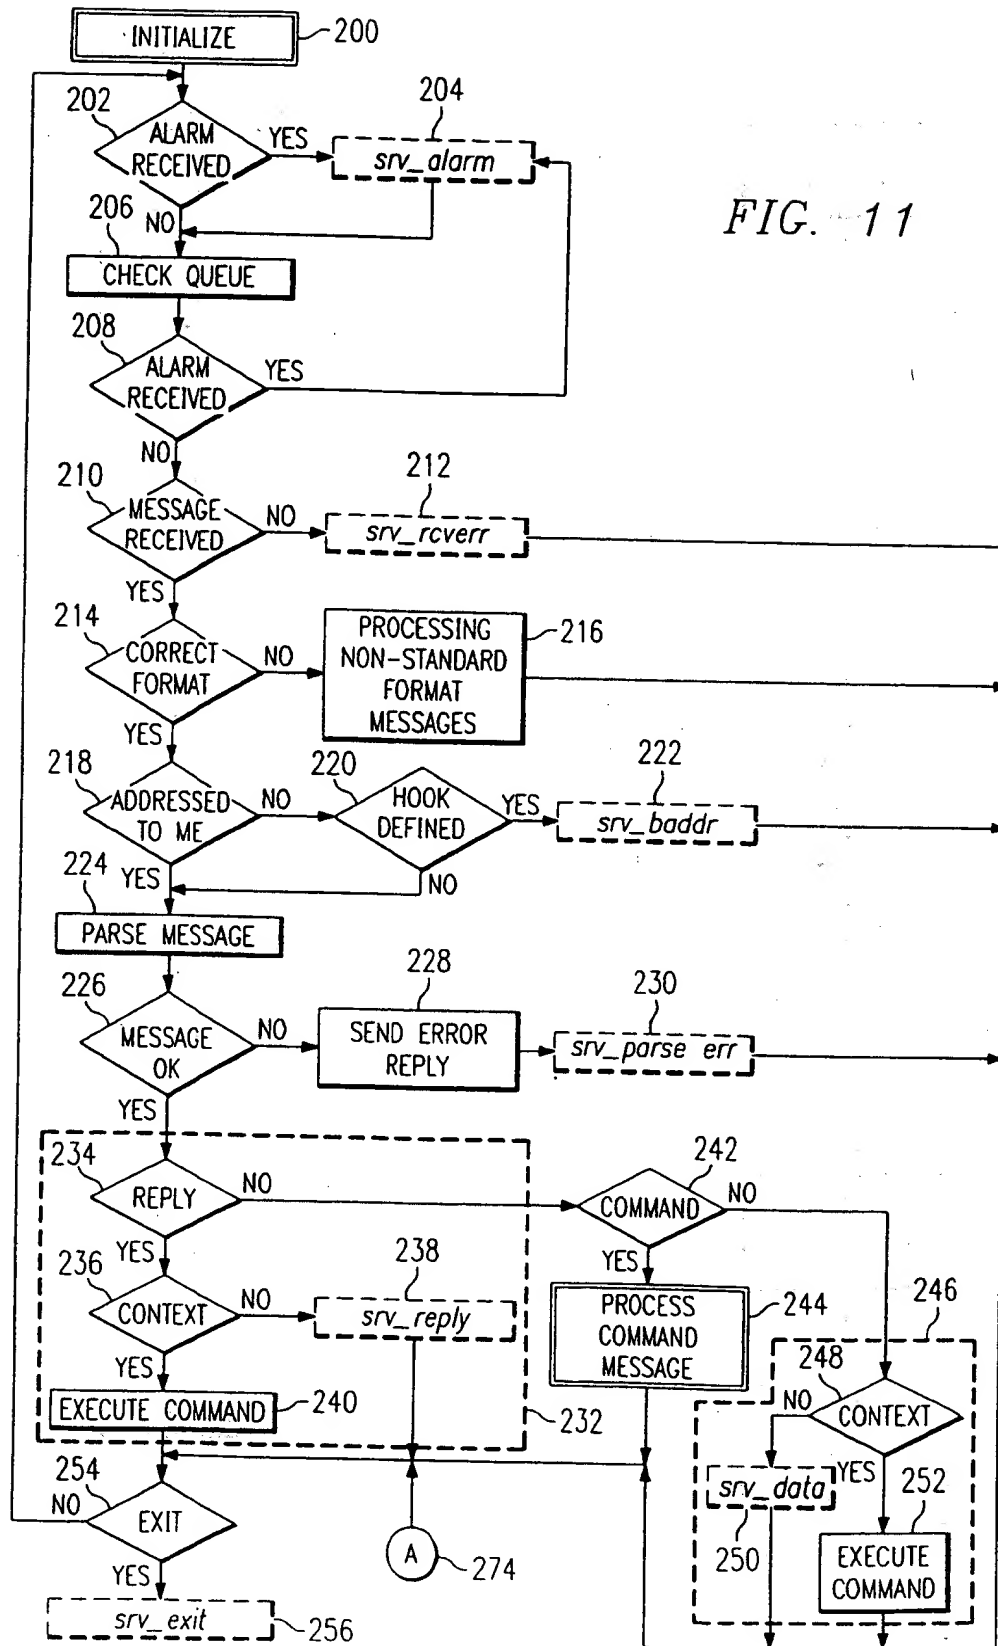 INITIALIZE
200
202
ALARM
RECEIVED
YES
204
srv_alarm
NO
206
CHECK QUEUE
FIG. 11
208
ALARM
RECEIVED
YES
NO
210
MESSAGE
RECEIVED
NO
212
srv_rcverr
YES
214
CORRECT
FORMAT
NO
PROCESSING
NON-STANDARD
FORMAT
MESSAGES
216
YES
218
ADDRESSED
TO ME
NO
220
HOOK
DEFINED
YES
222
srv_baddr
YES
NO
224
PARSE MESSAGE
226
MESSAGE
OK
NO
228
SEND ERROR
REPLY
230
srv_parse err
YES
234
REPLY
NO
242
COMMAND
NO
YES
YES
236
CONTEXT
NO
238
srv_reply
PROCESS
COMMAND
MESSAGE
244
246
YES
EXECUTE COMMAND
240
232
248
NO
CONTEXT
YES
srv_data
250
252
EXECUTE
COMMAND
254
NO
EXIT
A
274
YES
srv_exit
256